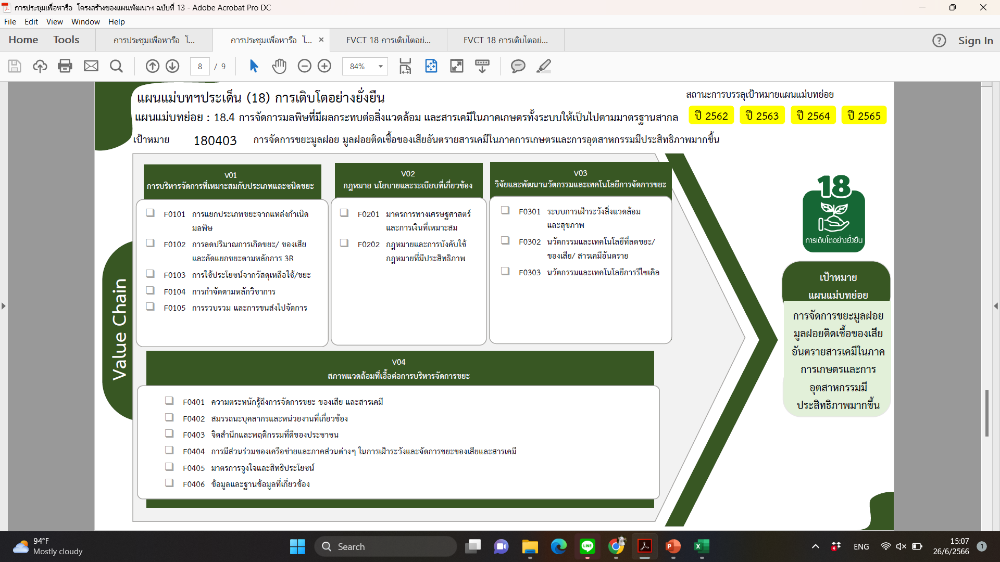 การประชุมเพื่อหารือ โครงสร้างของแผนพัฒนาฯ ฉบับที่ 13 - Adobe Acrobat Pro DC
File Edit View Window Help
Home Tools การประชุมเพื่อหารือ โ... การประชุมเพื่อหารือ โ... × FVCT 18 การเติบโตอย่... FVCT 18 การเติบโตอย่... ? Sign In
8 / 9 84%
แผนแม่บทฯประเด็น (18) การเติบโตอย่างยั่งยืน
สถานะการบรรลุเป้าหมายแผนแม่บทย่อย
แผนแม่บทย่อย : 18.4 การจัดการมลพิษที่มีผลกระทบต่อสิ่งแวดล้อม และสารเคมีในภาคเกษตรทั้งระบบให้เป็นไปตามมาตรฐานสากล
ปี 2562 ปี 2563 ปี 2564 ปี 2565
เป้าหมาย 180403 การจัดการขยะมูลฝอย มูลฝอยติดเชื้อของเสียอันตรายสารเคมีในภาคการเกษตรและการอุตสาหกรรมมีประสิทธิภาพมากขึ้น
Value Chain
V01
การบริหารจัดการที่เหมาะสมกับประเภทและชนิดขยะ
F0101 การแยกประเภทขยะจากแหล่งกำเนิด
มลพิษ
F0102 การลดปริมาณการเกิดขยะ/ ของเสีย
และคัดแยกขยะตามหลักการ 3R
F0103 การใช้ประโยชน์จากวัสดุเหลือใช้/ขยะ
F0104 การกำจัดตามหลักวิชาการ
F0105 การรวบรวม และการขนส่งไปจัดการ
V02
กฎหมาย นโยบายและระเบียบที่เกี่ยวข้อง
F0201 มาตรการทางเศรษฐศาสตร์
และการเงินที่เหมาะสม
F0202 กฎหมายและการบังคับใช้
กฎหมายที่มีประสิทธิภาพ
V03
วิจัยและพัฒนานวัตกรรมและเทคโนโลยีการจัดการขยะ
F0301 ระบบการเฝ้าระวังสิ่งแวดล้อม
และสุขภาพ
F0302 นวัตกรรมและเทคโนโลยีที่ลดขยะ/
ของเสีย/ สารเคมีอันตราย
F0303 นวัตกรรมและเทคโนโลยีการรีไซเคิล
V04
สภาพแวดล้อมที่เอื้อต่อการบริหารจัดการขยะ
F0401 ความตระหนักรู้ถึงการจัดการขยะ ของเสีย และสารเคมี
F0402 สมรรถนะบุคลากรและหน่วยงานที่เกี่ยวข้อง
F0403 จิตสำนึกและพฤติกรรมที่ดีของประชาชน
F0404 การมีส่วนร่วมของเครือข่ายและภาคส่วนต่างๆ ในการเฝ้าระวังและจัดการขยะของเสียและสารเคมี
F0405 มาตรการจูงใจและสิทธิประโยชน์
F0406 ข้อมูลและฐานข้อมูลที่เกี่ยวข้อง
18
การเติบโตอย่างยั่งยืน
เป้าหมาย
แผนแม่บทย่อย
การจัดการขยะมูลฝอย
มูลฝอยติดเชื้อของเสีย
อันตรายสารเคมีในภาค
การเกษตรและการ
อุตสาหกรรมมี
ประสิทธิภาพมากขึ้น
94°F
Mostly cloudy
Search
LINE
4
ENG
15:07
26/6/2566
1